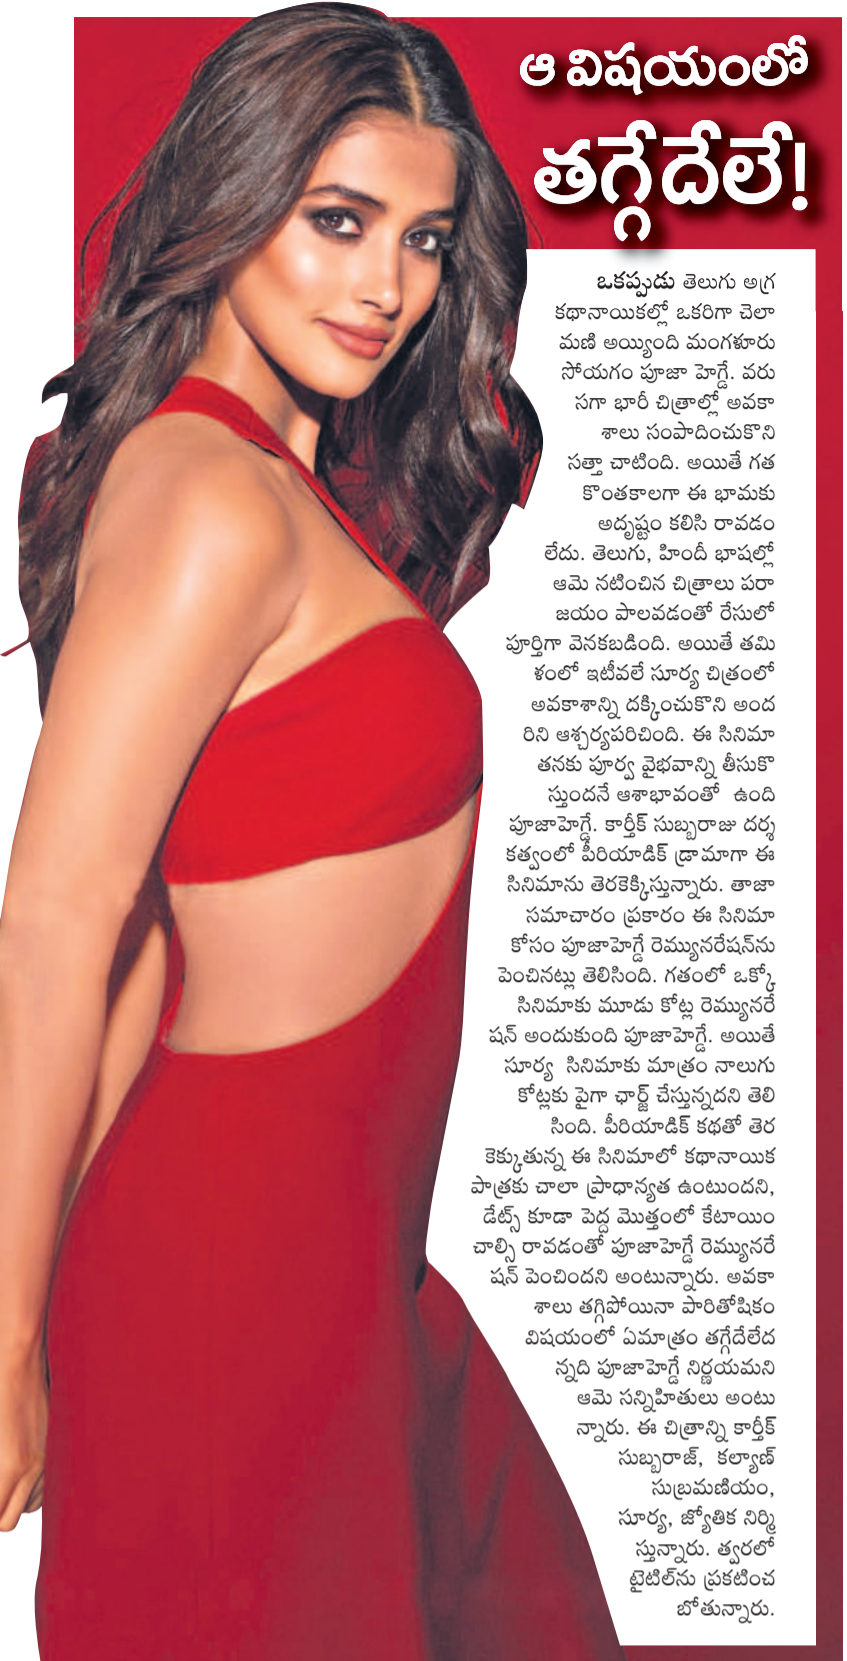 ఆ విషయంలో
తగ్గేదేలే!
ఒకప్పుడు తెలుగు అగ్ర
కథానాయికల్లో ఒకరిగా చెలా
మణి అయ్యింది మంగళూరు
సోయగం పూజా హెగ్డే. వరు
సగా భారీ చిత్రాల్లో అవకా
శాలు సంపాదించుకొని
సత్తా చాటింది. అయితే గత
కొంతకాలగా ఈ భామకు
అదృష్టం కలిసి రావడం
లేదు. తెలుగు, హిందీ భాషల్లో
ఆమె నటించిన చిత్రాలు పరా
జయం పాలవడంతో రేసులో
పూర్తిగా వెనకబడింది. అయితే తమి
ళంలో ఇటీవలే సూర్య చిత్రంలో
అవకాశాన్ని దక్కించుకొని అంద
రిని ఆశ్చర్యపరిచింది. ఈ సినిమా
తనకు పూర్వ వైభవాన్ని తీసుకొ
స్తుందనే ఆశాభావంతో  ఉంది
పూజాహెగ్డే. కార్తీక్ సుబ్బరాజు దర్శ
కత్వంలో పీరియాడిక్ డ్రామాగా ఈ
సినిమాను తెరకెక్కిస్తున్నారు. తాజా
సమాచారం ప్రకారం ఈ సినిమా
కోసం పూజాహెగ్డే రెమ్యునరేషన్‌ను
పెంచినట్లు తెలిసింది. గతంలో ఒక్కో
సినిమాకు మూడు కోట్ల రెమ్యునరే
షన్ అందుకుంది పూజాహెగ్డే. అయితే
సూర్య  సినిమాకు మాత్రం నాలుగు
కోట్లకు పైగా ఛార్జ్ చేస్తున్నదని తెలి
సింది. పీరియాడిక్ కథతో తెర
కెక్కుతున్న ఈ సినిమాలో కథానాయిక
పాత్రకు చాలా ప్రాధాన్యత ఉంటుందని,
డేట్స్ కూడా పెద్ద మొత్తంలో కేటాయిం
చాల్సి రావడంతో పూజాహెగ్డే రెమ్యునరే
షన్ పెంచిందని అంటున్నారు. అవకా
శాలు తగ్గిపోయినా పారితోషికం
విషయంలో ఏమాత్రం తగ్గేదేలేద
న్నది పూజాహెగ్డే నిర్ణయమని
ఆమె సన్నిహితులు అంటు
న్నారు. ఈ చిత్రాన్ని కార్తీక్
సుబ్బరాజ్,  కల్యాణ్
సుబ్రమణియం,
సూర్య, జ్యోతిక నిర్మి
స్తున్నారు. త్వరలో
టైటిల్‌ను ప్రకటించ
బోతున్నారు.